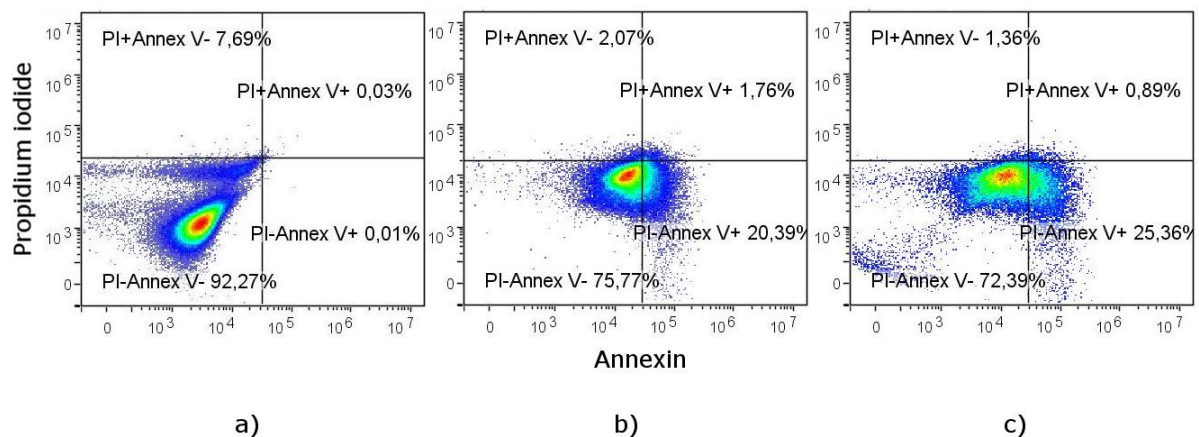 Propidium iodide
10^7
10^6
10^5
10^4
10^3
0
PI+Annex V- 7,69%
PI+Annex V+ 0,03%
PI-Annex V+ 0,01%
PI-Annex V- 92,27%
0 10^3 10^4 10^5 10^6 10^7
10^7
10^6
10^5
10^4
10^3
0
PI+Annex V- 2,07%
PI+Annex V+ 1,76%
PI-Annex V+ 20,39%
PI-Annex V- 75,77%
0 10^3 10^4 10^5 10^6 10^7
10^7
10^6
10^5
10^4
10^3
0
PI+Annex V- 1,36%
PI+Annex V+ 0,89%
PI-Annex V+ 25,36%
PI-Annex V- 72,39%
0 10^3 10^4 10^5 10^6 10^7
Annexin
a) b) c)